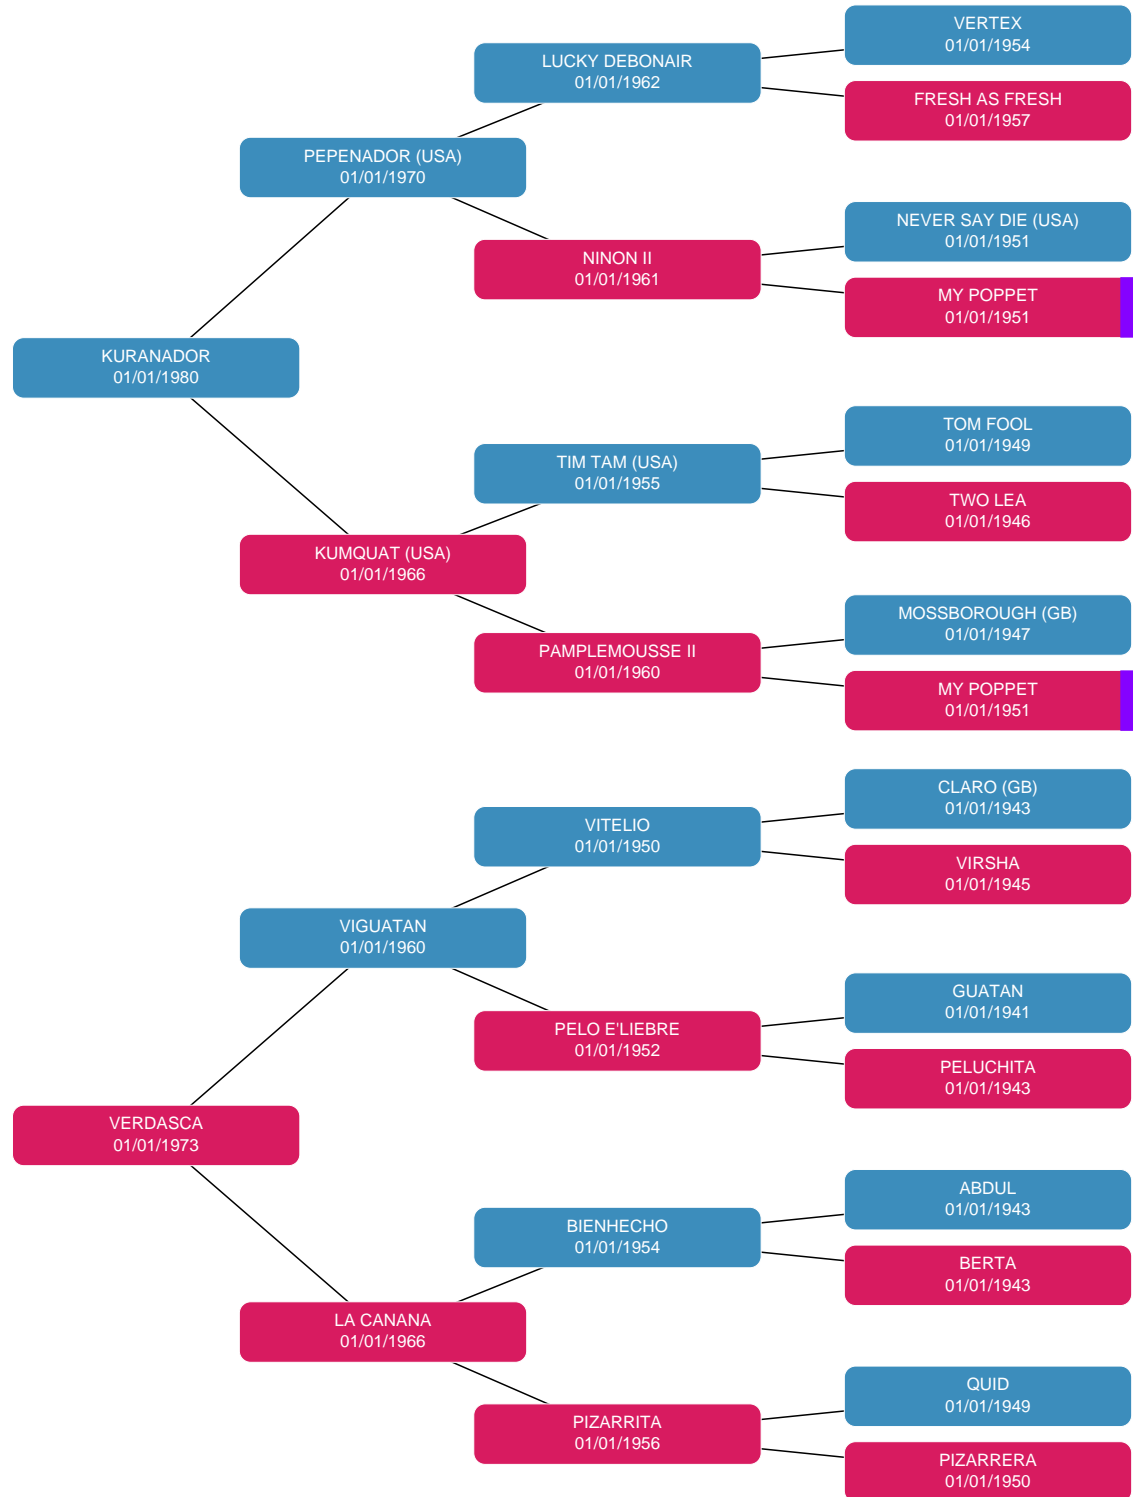 VERTEX
01/01/1954
LUCKY DEBONAIR
01/01/1962
FRESH AS FRESH
01/01/1957
PEPENADOR (USA)
01/01/1970
NEVER SAY DIE (USA)
01/01/1951
NINON II
01/01/1961
MY POPPET
01/01/1951
KURANADOR
01/01/1980
TOM FOOL
01/01/1949
TIM TAM (USA)
01/01/1955
TWO LEA
01/01/1946
KUMQUAT (USA)
01/01/1966
MOSSBOROUGH (GB)
01/01/1947
PAMPLEMOUSSE II
01/01/1960
MY POPPET
01/01/1951
CLARO (GB)
01/01/1943
VITELIO
01/01/1950
VIRSHA
01/01/1945
VIGUATAN
01/01/1960
GUATAN
01/01/1941
PELO E'LIEBRE
01/01/1952
PELUCHITA
01/01/1943
VERDASCA
01/01/1973
ABDUL
01/01/1943
BIENHECHO
01/01/1954
BERTA
01/01/1943
LA CANANA
01/01/1966
QUID
01/01/1949
PIZARRITA
01/01/1956
PIZARRERA
01/01/1950